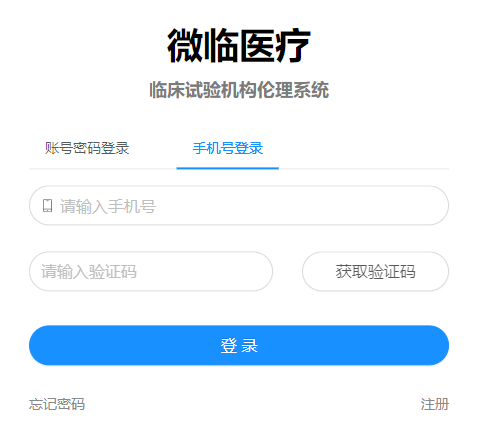 微临医疗
临床试验机构伦理系统
账号密码登录 手机号登录
请输入手机号
请输入验证码 获取验证码
登 录
忘记密码 注册